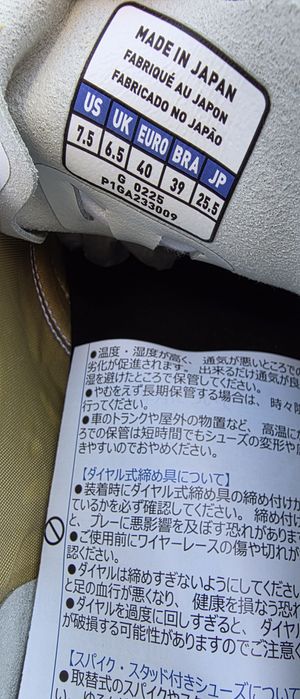 MADE IN JAPAN
FABRIQUÉ AU JAPON
FABRICADO NO JAPÃO
US UK EURO BRA JP
7.5 6.5 40 39 25.5
G 0225
P1GA233009
●温度・湿度が高く、通気が悪いところでの
劣化が促進されます。出来るだけ通気が良
湿を避けたところで保管してください。
●やむをえず長期保管する場合は、時々陰
行ってください。
●車のトランクや屋外の物置など、高温にな
ろでの保管は短時間でもシューズの変形や
きやすいのでおやめください。
【ダイヤル式締め具について】
●装着時にダイヤル式締め具の締め付けか
ているかを必ず確認してください。締め付け
と、プレーに悪影響を及ぼす恐れがあります
●ご使用前にワイヤーレースの傷や切れが
認ください。
●ダイヤルは締めすぎないようにしてください
と足の血行が悪くなり、健康を損なう恐れ
●ダイヤルを過度に回しすぎると、ダイヤ
が破損する可能性がありますのでご注意く
【スパイク・スタッド付きシューズについ
●取替式のスパイク